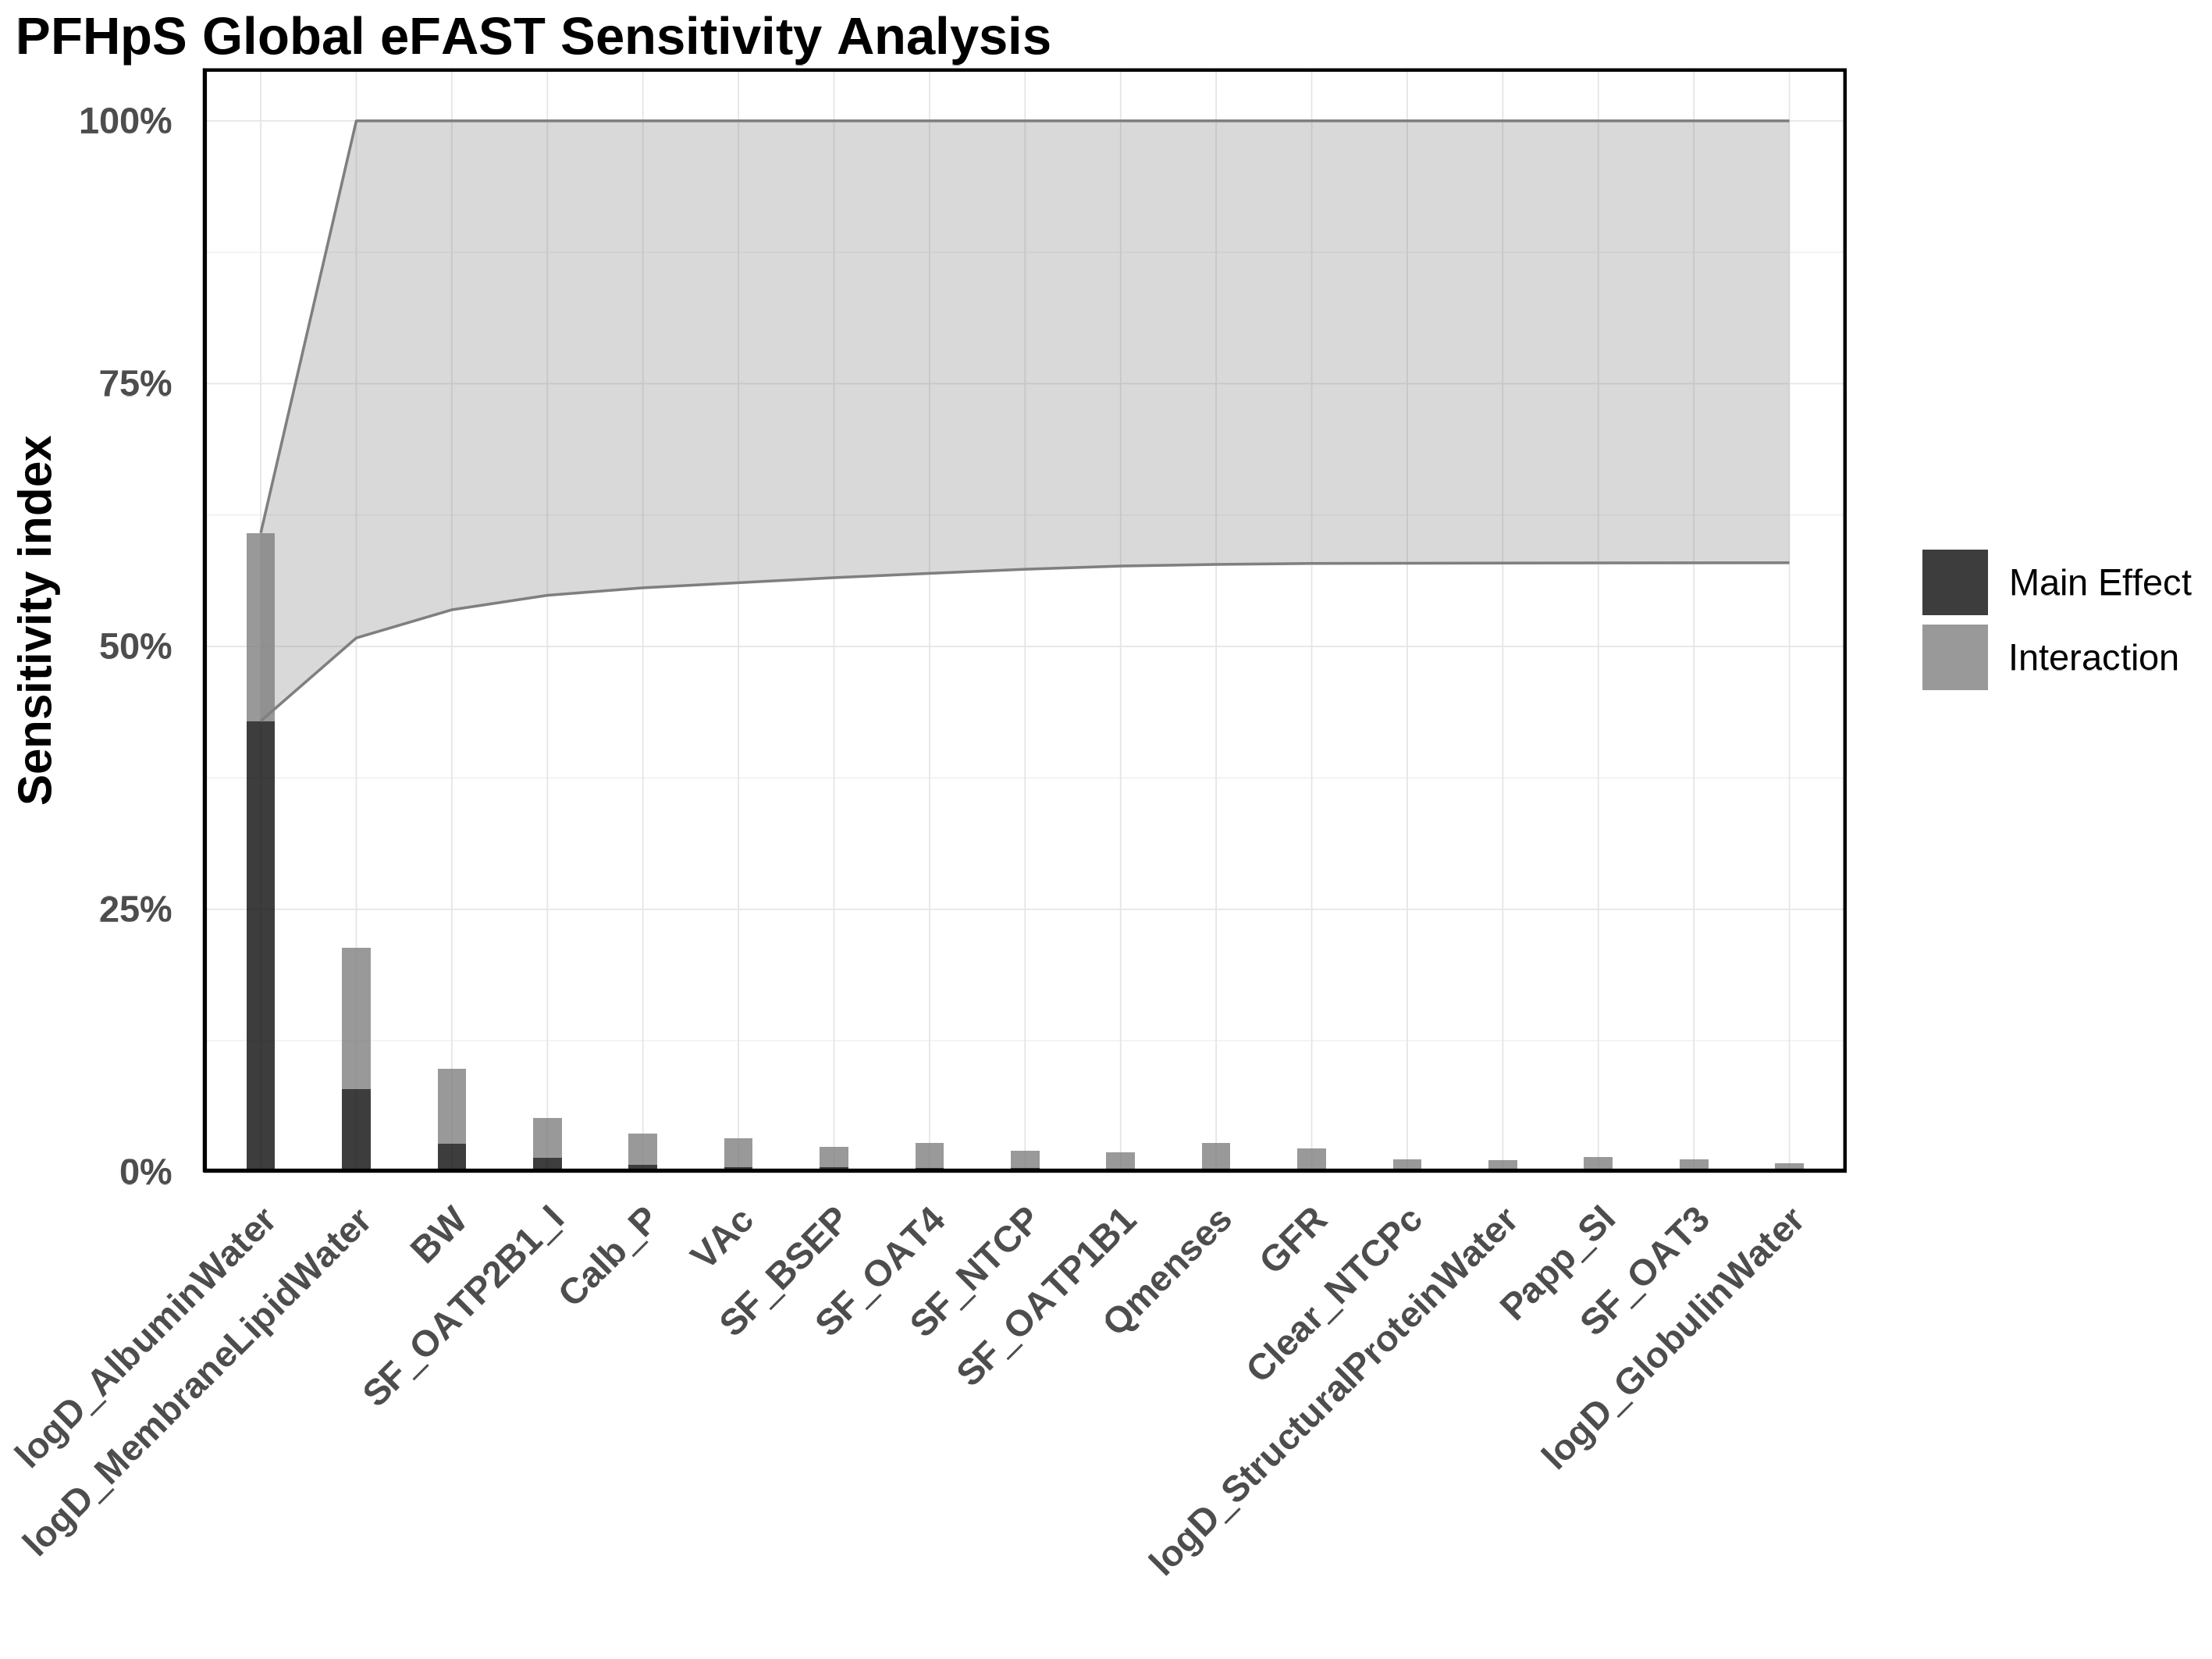 PFHpS Global eFAST Sensitivity Analysis
Sensitivity index
100%
75%
50%
25%
0%
logD_AlbuminWater
logD_MembraneLipidWater
BW
SF_OATP2B1_I
Calb_P
VAc
SF_BSEP
SF_OAT4
SF_NTCP
SF_OATP1B1
Qmenses
GFR
Clear_NTCPc
logD_StructuralProteinWater
Papp_SI
SF_OAT3
logD_GlobulinWater
Main Effect
Interaction